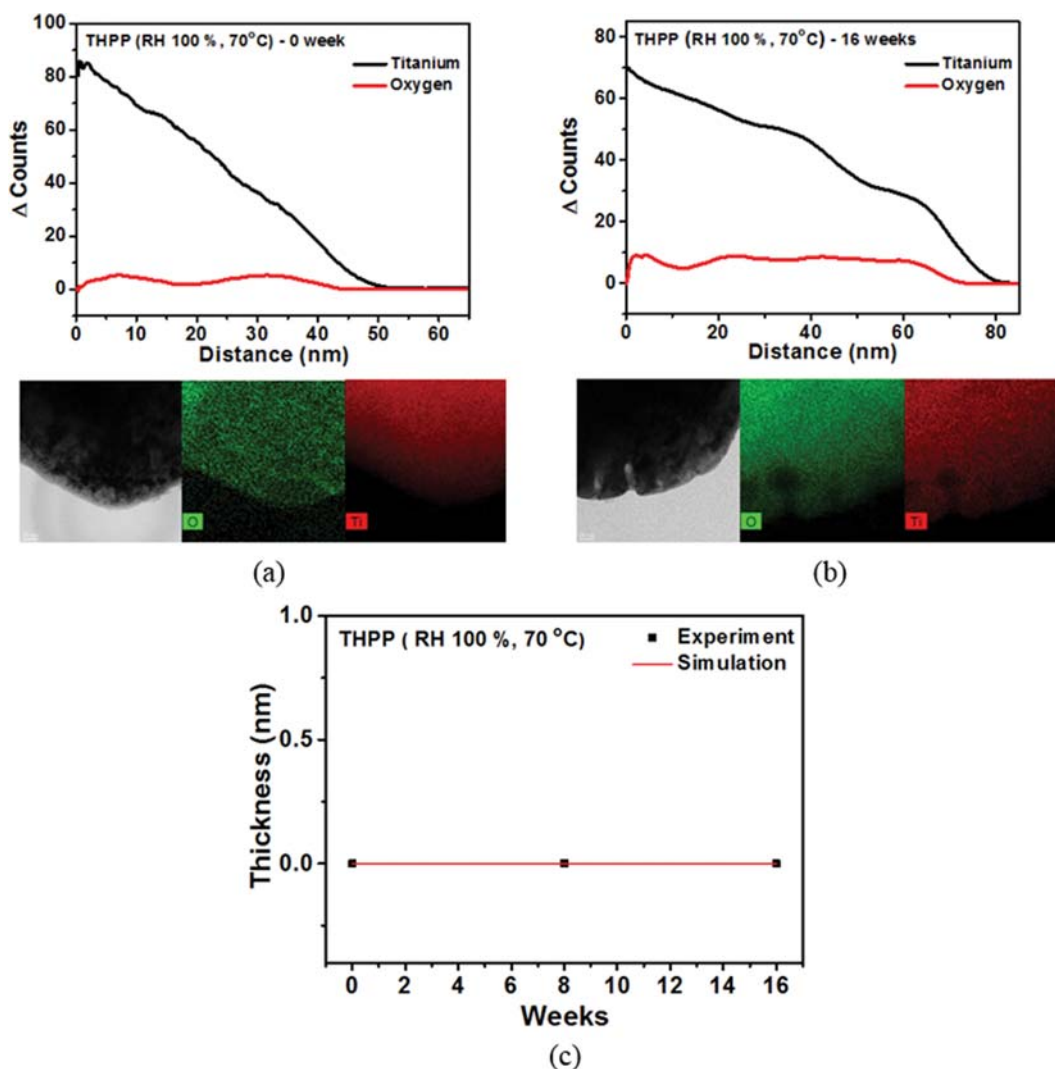 THPP (RH 100 %, 70°C) - 0 week
Titanium
Oxygen
Δ Counts
100
80
60
40
20
0
0 10 20 30 40 50 60
Distance (nm)
O
Ti
(a)
THPP (RH 100 %, 70°C) - 16 weeks
Titanium
Oxygen
Δ Counts
80
60
40
20
0
0 20 40 60 80
Distance (nm)
O
Ti
(b)
THPP ( RH 100 %, 70 °C)
Experiment
Simulation
Thickness (nm)
1.0
0.5
0.0
0 2 4 6 8 10 12 14 16
Weeks
(c)